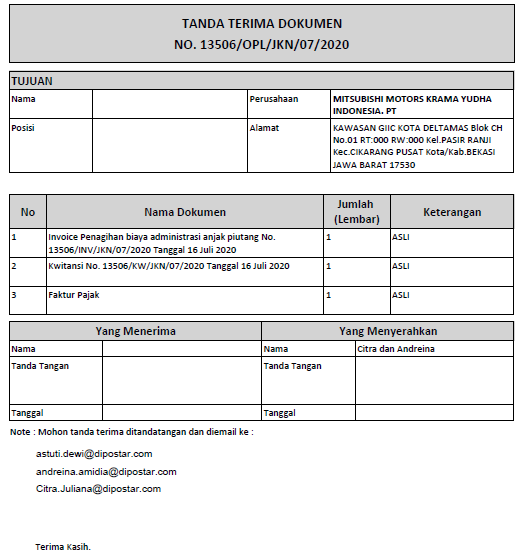 TANDA TERIMA DOKUMEN
NO. 13506/OPL/JKN/07/2020
TUJUAN
Nama
Perusahaan
MITSUBISHI MOTORS KRAMA YUDHA
INDONESIA. PT
Posisi
Alamat
KAWASAN GIIC KOTA DELTAMAS Blok CH
No.01 RT:000 RW:000 Kel.PASIR RANJI
Kec.CIKARANG PUSAT Kota/Kab.BEKASI
JAWA BARAT 17530
No
Nama Dokumen
Jumlah
(Lembar)
Keterangan
1
Invoice Penagihan biaya administrasi anjak piutang No.
13506/INV/JKN/07/2020 Tanggal 16 Juli 2020
1
ASLI
2
Kwitansi No. 13506/KW/JKN/07/2020 Tanggal 16 Juli 2020
1
ASLI
3
Faktur Pajak
1
ASLI
Yang Menerima
Yang Menyerahkan
Nama
Nama
Citra dan Andreina
Tanda Tangan
Tanda Tangan
Tanggal
Tanggal
Note : Mohon tanda terima ditandatangan dan diemail ke :
astuti.dewi@dipostar.com
andreina.amidia@dipostar.com
Citra.Juliana@dipostar.com
Terima Kasih.